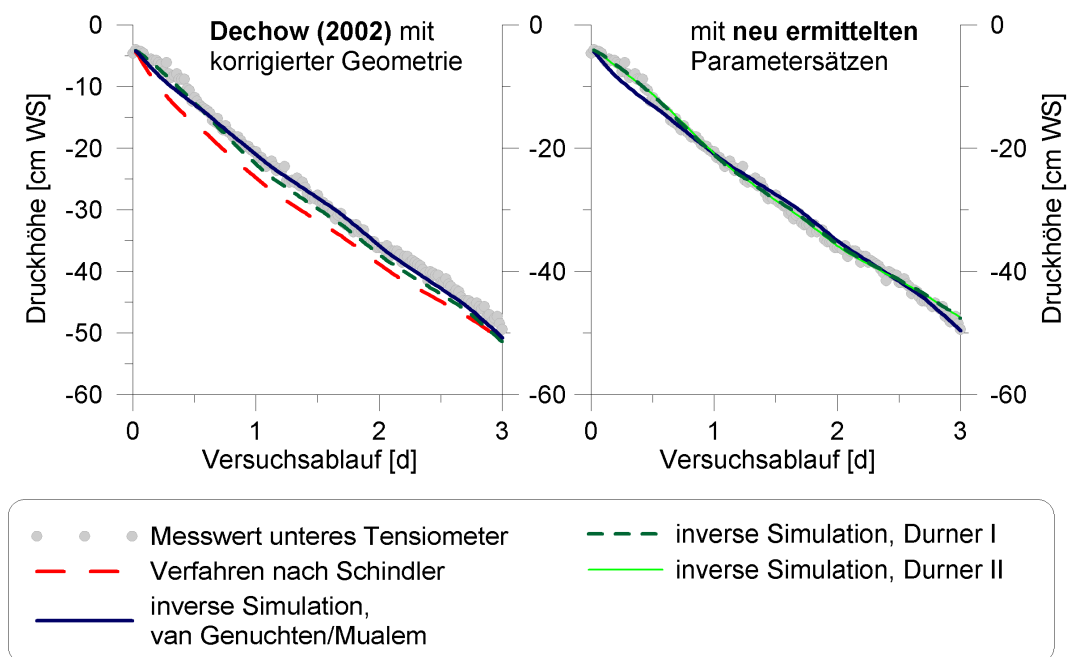 Dechow (2002) mit
korrigierter Geometrie
mit neu ermittelten
Parametersätzen
0
-10
-20
-30
-40
-50
-60
Druckhöhe [cm WS]
0
-20
-40
-60
0
1
2
3
Versuchsablauf [d]
0
-20
-40
-60
Druckhöhe [cm WS]
0
1
2
3
Versuchsablauf [d]
Messwert unteres Tensiometer
Verfahren nach Schindler
inverse Simulation,
van Genuchten/Mualem
inverse Simulation, Durner I
inverse Simulation, Durner II